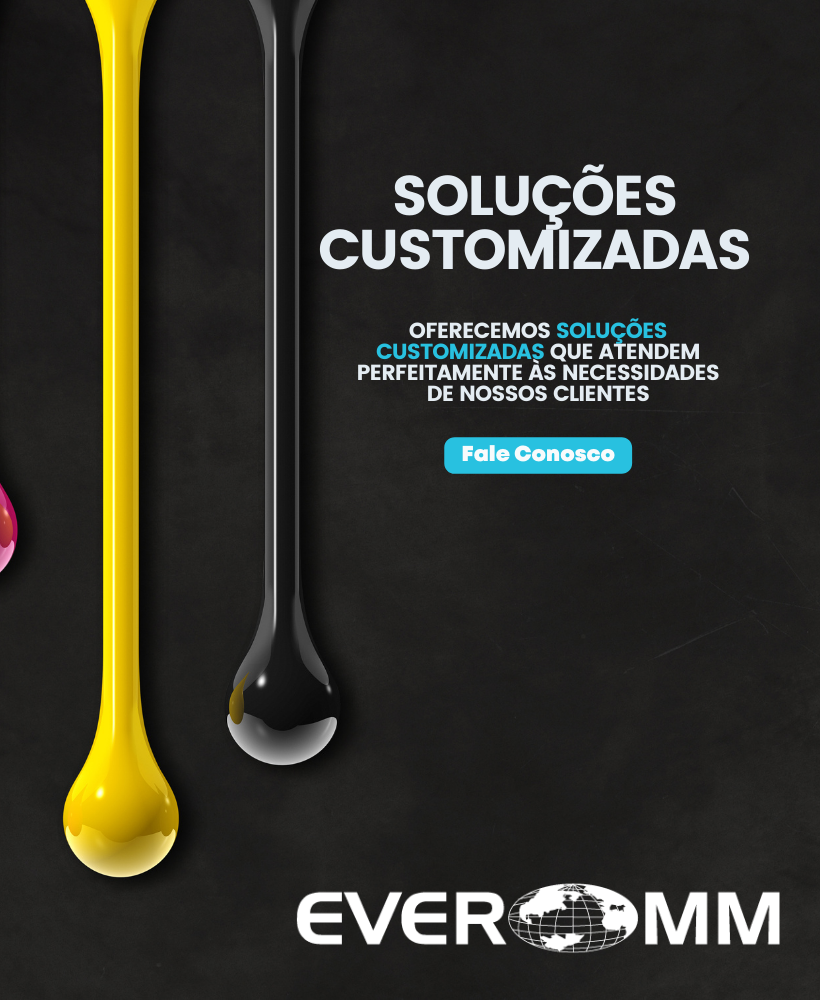 SOLUÇÕES
CUSTOMIZADAS
OFERECEMOS SOLUÇÕES
CUSTOMIZADAS QUE ATENDEM
PERFEITAMENTE ÀS NECESSIDADES
DE NOSSOS CLIENTES
Fale Conosco
EVEROMM